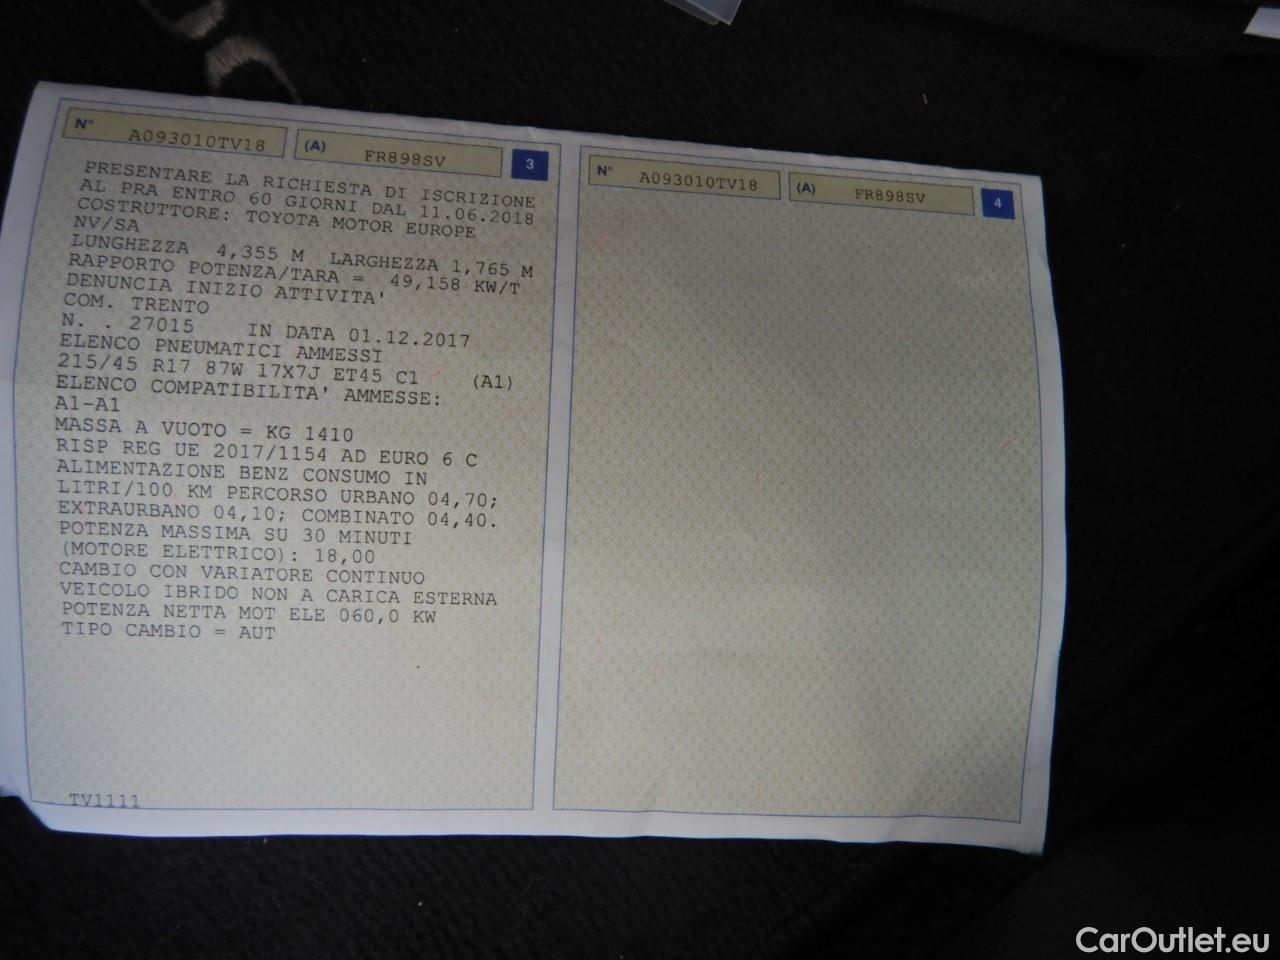 N° A093010TV18 (A) FR898SV 3
PRESENTARE LA RICHIESTA DI ISCRIZIONE
AL PRA ENTRO 60 GIORNI DAL 11.06.2018
COSTRUTTORE: TOYOTA MOTOR EUROPE
NV/SA
LUNGHEZZA 4,355 M LARGHEZZA 1,765 M
RAPPORTO POTENZA/TARA = 49,158 KW/T
DENUNCIA INIZIO ATTIVITA'
COM. TRENTO
N. . 27015 IN DATA 01.12.2017
ELENCO PNEUMATICI AMMESSI
215/45 R17 87W 17X7J ET45 C1 (A1)
ELENCO COMPATIBILITA' AMMESSE:
A1-A1
MASSA A VUOTO = KG 1410
RISP REG UE 2017/1154 AD EURO 6 C
ALIMENTAZIONE BENZ CONSUMO IN
LITRI/100 KM PERCORSO URBANO 04,70;
EXTRAURBANO 04,10; COMBINATO 04,40.
POTENZA MASSIMA SU 30 MINUTI
(MOTORE ELETTRICO): 18,00
CAMBIO CON VARIATORE CONTINUO
VEICOLO IBRIDO NON A CARICA ESTERNA
POTENZA NETTA MOT ELE 060,0 KW
TIPO CAMBIO = AUT
TV1111
N° A093010TV18 (A) FR898SV 4
CarOutlet.eu